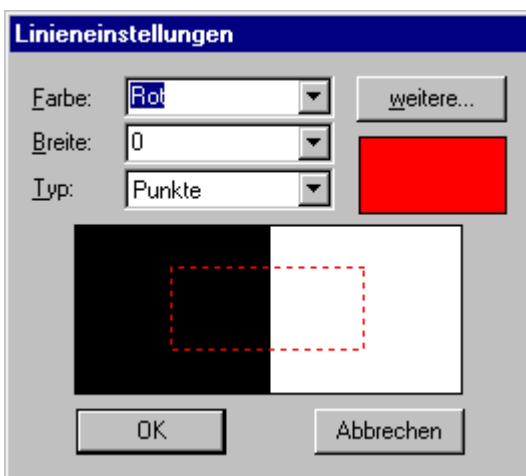 Linieneinstellungen
Farbe: Rot weitere...
Breite: 0
Typ: Punkte
OK Abbrechen